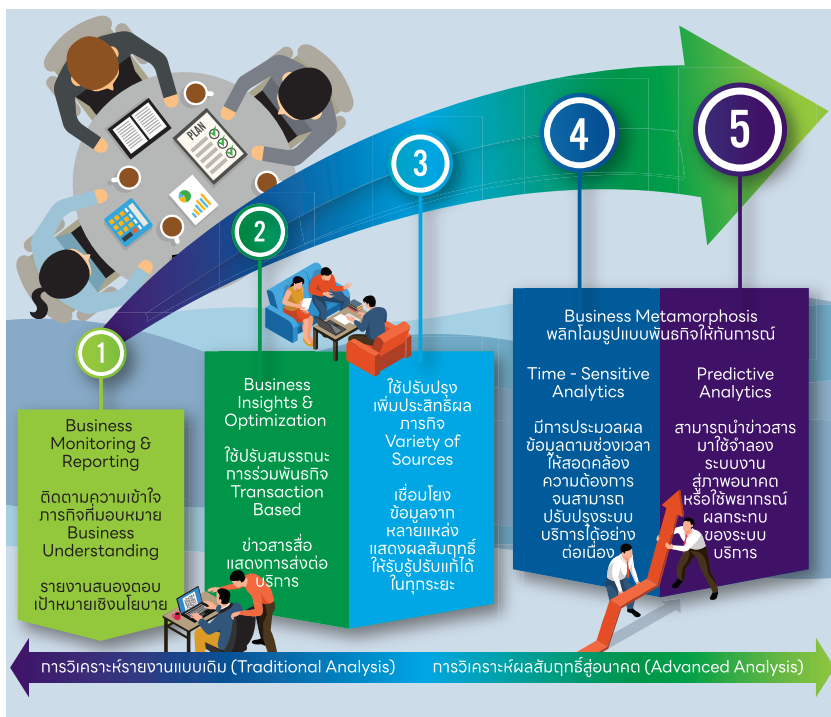 PLAN
1
2
3
4
5
Business
Monitoring &
Reporting
ติดตามความเข้าใจ
ภารกิจที่มอบหมาย
Business
Understanding
รายงานสนองตอบ
เป้าหมายเชิงนโยบาย
Business
Insights &
Optimization
ใช้ปรับสมรรถนะ
การร่วมพันธกิจ
Transaction
Based
ข่าวสารสื่อ
แสดงการส่งต่อ
บริการ
ใช้ปรับปรุง
เพิ่มประสิทธิผล
ภารกิจ
Variety of
Sources
เชื่อมโยง
ข้อมูลจาก
หลายแหล่ง
แสดงผลสัมฤทธิ์
ให้รับรู้ปรับแก้ได้
ในทุกระยะ
Business Metamorphosis
พลิกโฉมรูปแบบพันธกิจให้ทันการณ์
Time - Sensitive
Analytics
มีการประมวลผล
ข้อมูลตามช่วงเวลา
ให้สอดคล้อง
ความต้องการ
จนสามารถ
ปรับปรุงระบบ
บริการได้อย่าง
ต่อเนื่อง
Predictive
Analytics
สามารถนำข่าวสาร
มาใช้จำลอง
ระบบงาน
สู่ภาพอนาคต
หรือใช้พยากรณ์
ผลกระทบ
ของระบบ
บริการ
การวิเคราะห์รายงานแบบเดิม (Traditional Analysis)
การวิเคราะห์ผลสัมฤทธิ์สู่อนาคต (Advanced Analysis)